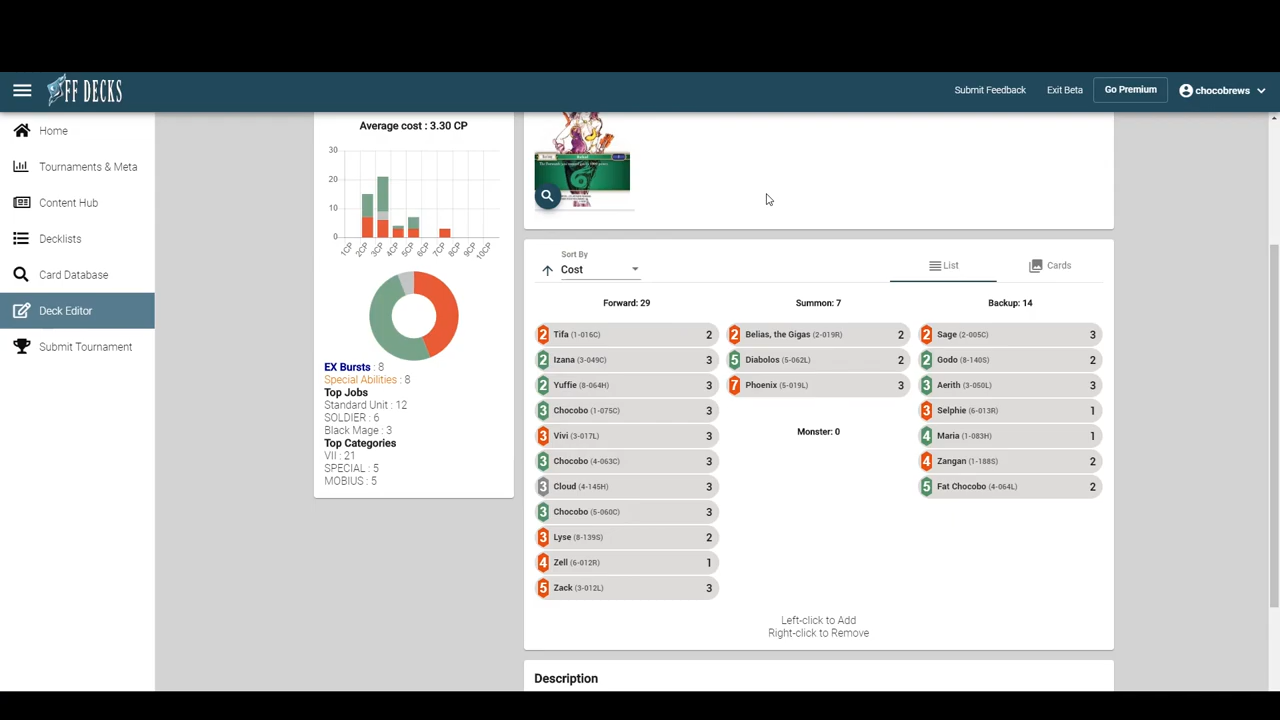 FF DECKS
Submit Feedback
Exit Beta
Go Premium
chocobrews
Home
Tournaments & Meta
Content Hub
Decklists
Card Database
Deck Editor
Submit Tournament
Average cost : 3.30 CP
30
20
10
0
1CP 2CP 3CP 4CP 5CP 6CP 7CP 8CP 9CP 10CP
EX Bursts : 8
Special Abilities : 8
Top Jobs
Standard Unit : 12
SOLDIER : 6
Black Mage : 3
Top Categories
VII : 21
SPECIAL : 5
MOBIUS : 5
Sort By
Cost
List
Cards
Forward: 29
2 Tifa (1-016C) 2
2 Izana (3-049C) 3
2 Yuffie (8-064H) 3
3 Chocobo (1-075C) 3
3 Vivi (3-017L) 3
3 Chocobo (4-063C) 3
3 Cloud (4-145H) 3
3 Chocobo (5-060C) 3
3 Lyse (8-139S) 2
4 Zell (6-012R) 1
5 Zack (3-012L) 3
Summon: 7
2 Belias, the Gigas (2-019R) 2
5 Diabolos (5-062L) 2
7 Phoenix (5-019L) 3
Monster: 0
Backup: 14
2 Sage (2-005C) 3
2 Godo (8-140S) 2
3 Aerith (3-050L) 3
3 Selphie (6-013R) 1
4 Maria (1-083H) 1
4 Zangan (1-188S) 2
5 Fat Chocobo (4-064L) 2
Left-click to Add
Right-click to Remove
Description